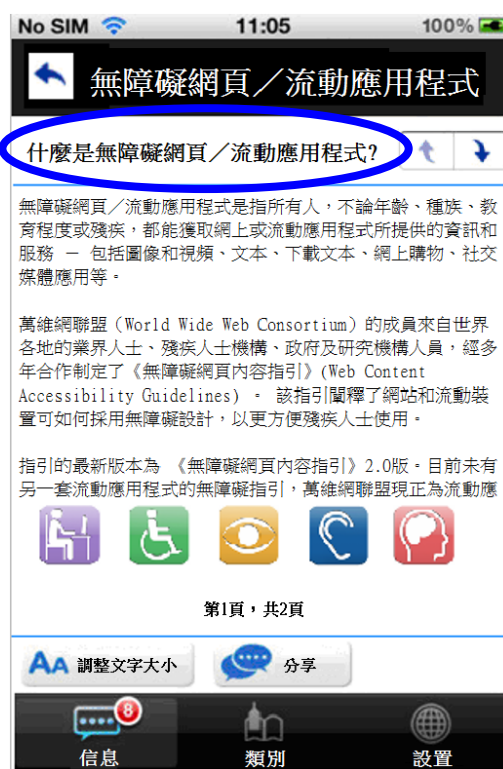 No SIM 11:05 100%
無障礙網頁／流動應用程式
什麼是無障礙網頁／流動應用程式?
無障礙網頁／流動應用程式是指所有人，不論年齡、種族、教
育程度或殘疾，都能獲取網上或流動應用程式所提供的資訊和
服務 — 包括圖像和視頻、文本、下載文本、網上購物、社交
媒體應用等。
萬維網聯盟（World Wide Web Consortium）的成員來自世界
各地的業界人士、殘疾人士機構、政府及研究機構人員，經多
年合作制定了《無障礙網頁內容指引》(Web Content
Accessibility Guidelines) 。 該指引闡釋了網站和流動裝
置可如何採用無障礙設計，以更方便殘疾人士使用。
指引的最新版本為 《無障礙網頁內容指引》2.0版。目前未有
另一套流動應用程式的無障礙指引，萬維網聯盟現正為流動應
第1頁，共2頁
AA 調整文字大小
分享
8
信息
類別
設置